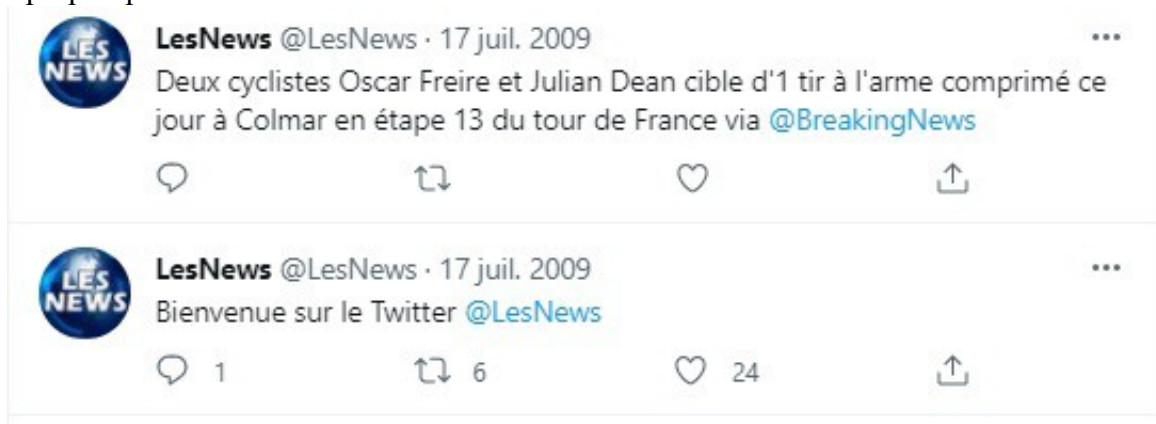 LES NEWS
LesNews @LesNews · 17 juil. 2009
Deux cyclistes Oscar Freire et Julian Dean cible d'1 tir à l'arme comprimé ce
jour à Colmar en étape 13 du tour de France via @BreakingNews
LES NEWS
LesNews @LesNews · 17 juil. 2009
Bienvenue sur le Twitter @LesNews
1 6 24